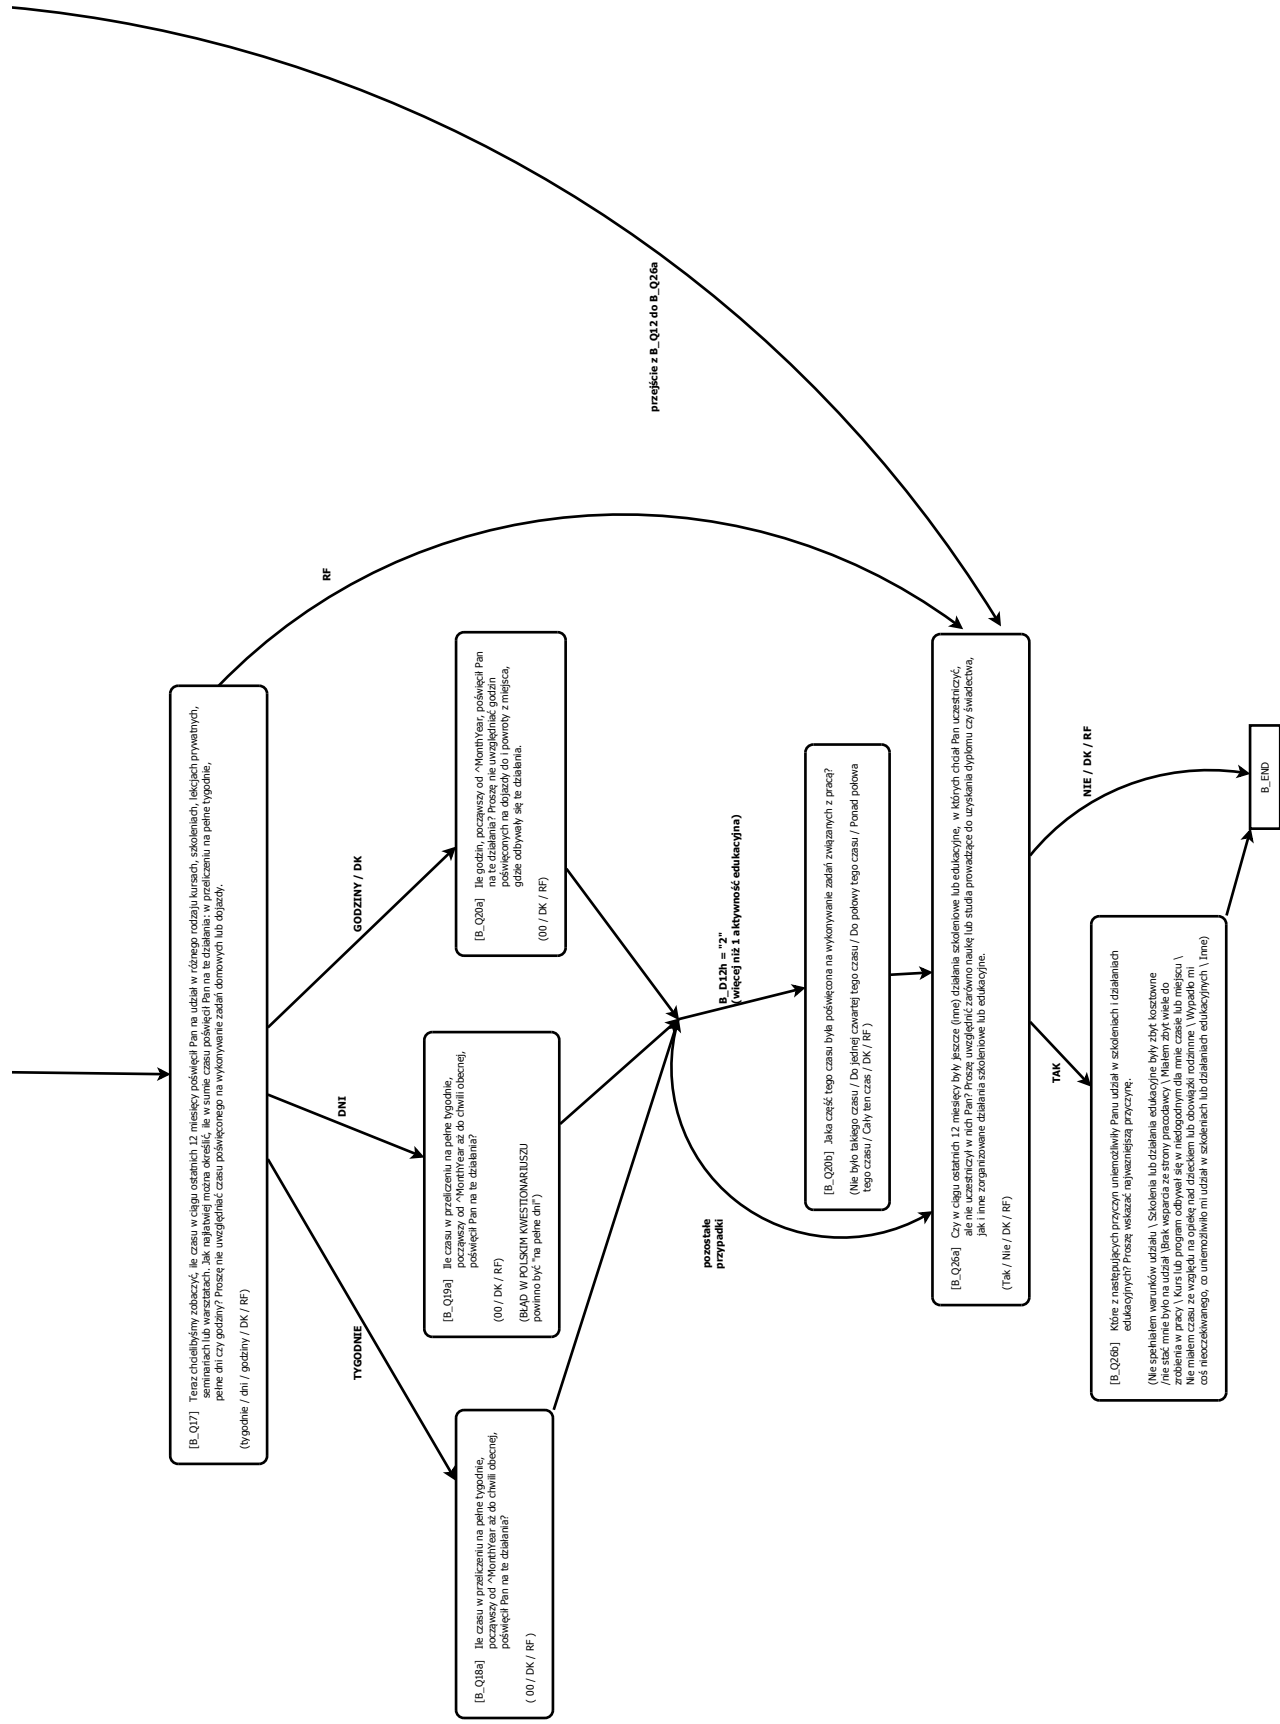 przejście z B_Q12 do B_Q26a
[B_Q17] Teraz chcielibyśmy zobaczyć, ile czasu w ciągu ostatnich 12 miesięcy poświęcił Pan na udział w różnego rodzaju kursach, szkoleniach, lekcjach prywatnych,
seminariach lub warsztatach. Jak najłatwiej można określić, ile w sumie czasu poświęcił Pan na te działania: w przeliczeniu na pełne tygodnie,
pełne dni czy godziny? Proszę nie uwzględniać czasu poświęconego na wykonywanie zadań domowych lub dojazdy.
(tygodnie / dni / godziny / DK / RF)
RF
GODZINY / DK
DNI
TYGODNIE
[B_Q18a] Ile czasu w przeliczeniu na pełne tygodnie,
począwszy od ^MonthYear aż do chwili obecnej,
poświęcił Pan na te działania?
( 00 / DK / RF )
[B_Q19a] Ile czasu w przeliczeniu na pełne tygodnie,
począwszy od ^MonthYear aż do chwili obecnej,
poświęcił Pan na te działania?
(00 / DK / RF)
(BŁĄD W POLSKIM KWESTIONARIUSZU
powinno być "na pełne dni")
[B_Q20a] Ile godzin, począwszy od ^MonthYear, poświęcił Pan
na te działania? Proszę nie uwzględniać godzin
poświęconych na dojazdy do i powroty z miejsca,
gdzie odbywały się te działania.
(00 / DK / RF)
B_D12h = "2"
(więcej niż 1 aktywność edukacyjna)
pozostałe
przypadki
[B_Q20b] Jaka część tego czasu była poświęcona na wykonywanie zadań związanych z pracą?
(Nie było takiego czasu / Do jednej czwartej tego czasu / Do połowy tego czasu / Ponad połowa
tego czasu / Cały ten czas / DK / RF )
[B_Q26a] Czy w ciągu ostatnich 12 miesięcy były jeszcze (inne) działania szkoleniowe lub edukacyjne, w których chciał Pan uczestniczyć,
ale nie uczestniczył w nich Pan? Proszę uwzględnić zarówno naukę lub studia prowadzące do uzyskania dyplomu czy świadectwa,
jak i inne zorganizowane działania szkoleniowe lub edukacyjne.
(Tak / Nie / DK / RF)
NIE / DK / RF
TAK
[B_Q26b] Które z następujących przyczyn uniemożliwiły Panu udział w szkoleniach i działaniach
edukacyjnych? Proszę wskazać najważniejszą przyczynę.
(Nie spełniałem warunków udziału \ Szkolenia lub działania edukacyjne były zbyt kosztowne
/nie stać mnie było na udział \Brak wsparcia ze strony pracodawcy \ Miałem zbyt wiele do
zrobienia w pracy \ Kurs lub program odbywał się w niedogodnym dla mnie czasie lub miejscu \
Nie miałem czasu ze względu na opiekę nad dzieckiem lub obowiązki rodzinnne \ Wypadło mi
coś nieoczekiwanego, co uniemożliwiło mi udział w szkoleniach lub działaniach edukacyjnych \ Inne)
B_END